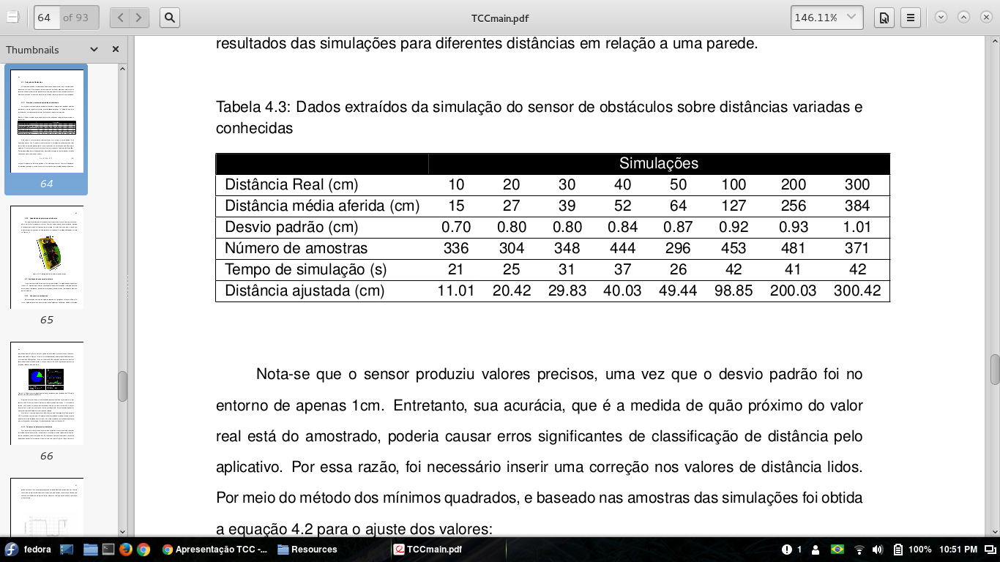 64 of 93
TCCmain.pdf
146.11%
Thumbnails
64
65
66
resultados das simulações para diferentes distâncias em relação a uma parede.
Tabela 4.3: Dados extraídos da simulação do sensor de obstáculos sobre distâncias variadas e
conhecidas
Simulações
Distância Real (cm) 10 20 30 40 50 100 200 300
Distância média aferida (cm) 15 27 39 52 64 127 256 384
Desvio padrão (cm) 0.70 0.80 0.80 0.84 0.87 0.92 0.93 1.01
Número de amostras 336 304 348 444 296 453 481 371
Tempo de simulação (s) 21 25 31 37 26 42 41 42
Distância ajustada (cm) 11.01 20.42 29.83 40.03 49.44 98.85 200.03 300.42
Nota-se que o sensor produziu valores precisos, uma vez que o desvio padrão foi no
entorno de apenas 1cm. Entretanto, sua acurácia, que é a medida de quão próximo do valor
real está do amostrado, poderia causar erros significantes de classificação de distância pelo
aplicativo. Por essa razão, foi necessário inserir uma correção nos valores de distância lidos.
Por meio do método dos mínimos quadrados, e baseado nas amostras das simulações foi obtida
a equação 4.2 para o ajuste dos valores:
fedora Apresentação TCC -... Resources TCCmain.pdf 1 100% 10:51 PM